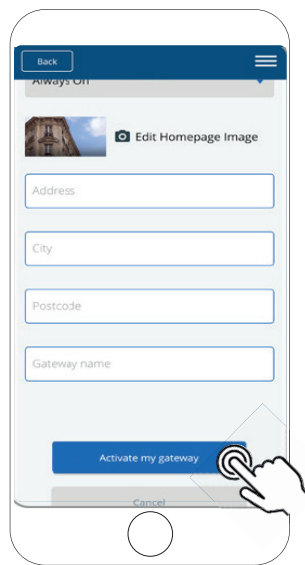 Back
Always On
Edit Homepage Image
Address
City
Postcode
Gateway name
Activate my gateway
Cancel